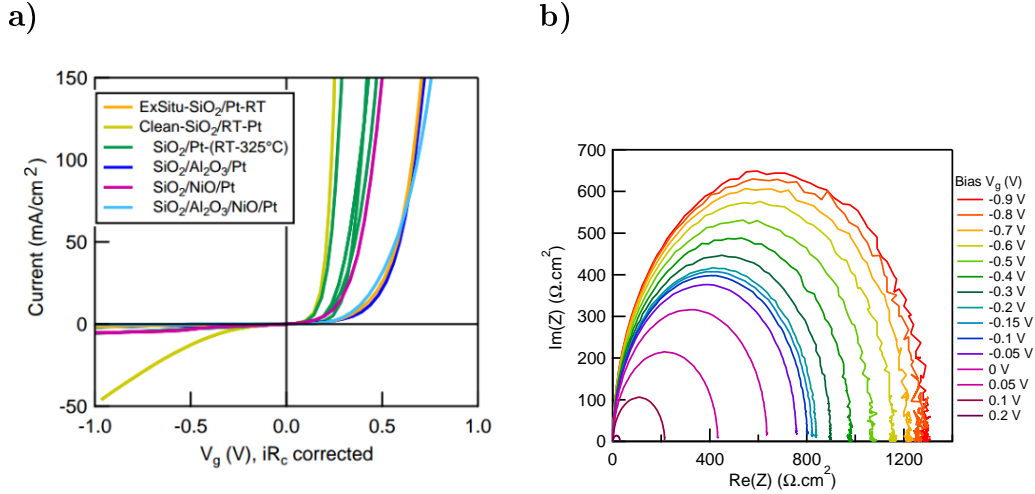 a)
150
100
50
0
-50
Current (mA/cm²)
ExSitu-SiO₂/Pt-RT
Clean-SiO₂/RT-Pt
SiO₂/Pt-(RT-325°C)
SiO₂/Al₂O₃/Pt
SiO₂/NiO/Pt
SiO₂/Al₂O₃/NiO/Pt
-1.0 -0.5 0.0 0.5 1.0
V_g (V), iR_c corrected
b)
700
600
500
400
300
200
100
0
Im(Z) (Ω.cm²)
0 400 800 1200
Re(Z) (Ω.cm²)
Bias V_g (V)
-0.9 V
-0.8 V
-0.7 V
-0.6 V
-0.5 V
-0.4 V
-0.3 V
-0.2 V
-0.15 V
-0.1 V
-0.05 V
0 V
0.05 V
0.1 V
0.2 V